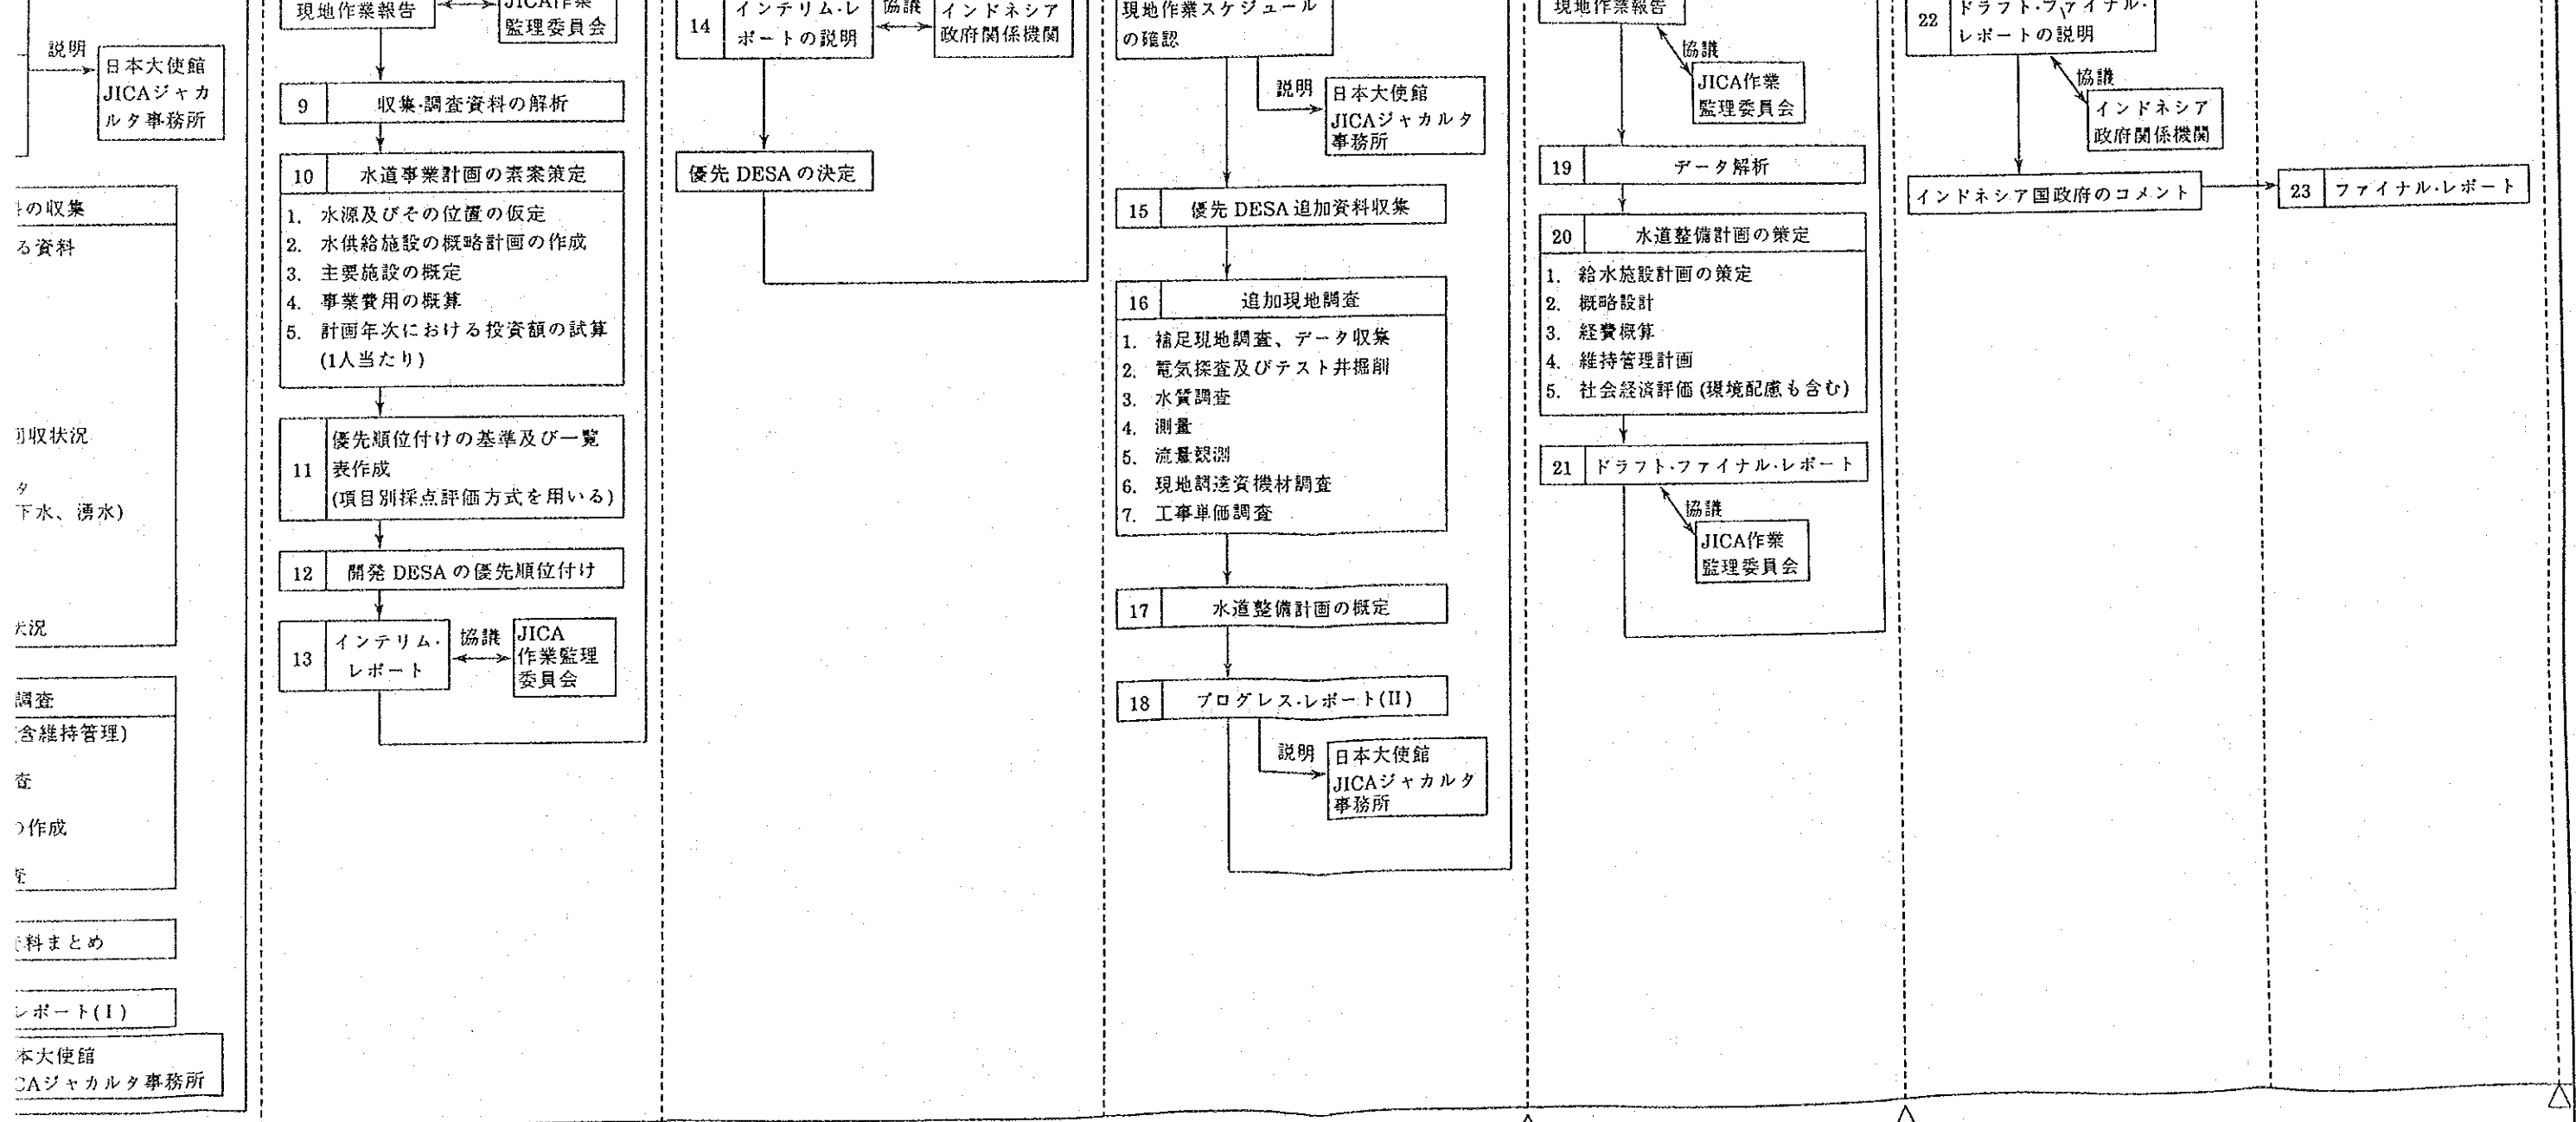 説明
日本大使館
JICAジャカ
ルタ事務所
の収集
る資料
収状況
タ
下水、湧水)
状況
調査
(含維持管理)
査
の作成
査
料まとめ
レポート(I)
本大使館
CAジャカルタ事務所
現地作業報告
JICA作業
監理委員会
9 収集・調査資料の解析
10 水道事業計画の素案策定
1. 水源及びその位置の仮定
2. 水供給施設の概略計画の作成
3. 主要施設の概定
4. 事業費用の概算
5. 計画年次における投資額の試算
(1人当たり)
11 優先順位付けの基準及び一覧
表作成
(項目別採点評価方式を用いる)
12 開発 DESA の優先順位付け
13 インテリム・
レポート
協議
JICA
作業監理
委員会
14 インテリム・レ
ポートの説明
協議
インドネシア
政府関係機関
優先 DESA の決定
現地作業スケジュール
の確認
説明
日本大使館
JICAジャカルタ
事務所
15 優先 DESA 追加資料収集
16 追加現地調査
1. 補足現地調査、データ収集
2. 電気探査及びテスト井掘削
3. 水質調査
4. 測量
5. 流量観測
6. 現地調達資機材調査
7. 工事単価調査
17 水道整備計画の概定
18 プログレス・レポート(II)
説明
日本大使館
JICAジャカルタ
事務所
現地作業報告
協議
JICA作業
監理委員会
19 データ解析
20 水道整備計画の策定
1. 給水施設計画の策定
2. 概略設計
3. 経費概算
4. 維持管理計画
5. 社会経済評価 (環境配慮も含む)
21 ドラフト・ファイナル・レポート
協議
JICA作業
監理委員会
22 ドラフト・ファイナル・
レポートの説明
協議
インドネシア
政府関係機関
インドネシア国政府のコメント
23 ファイナル・レポート